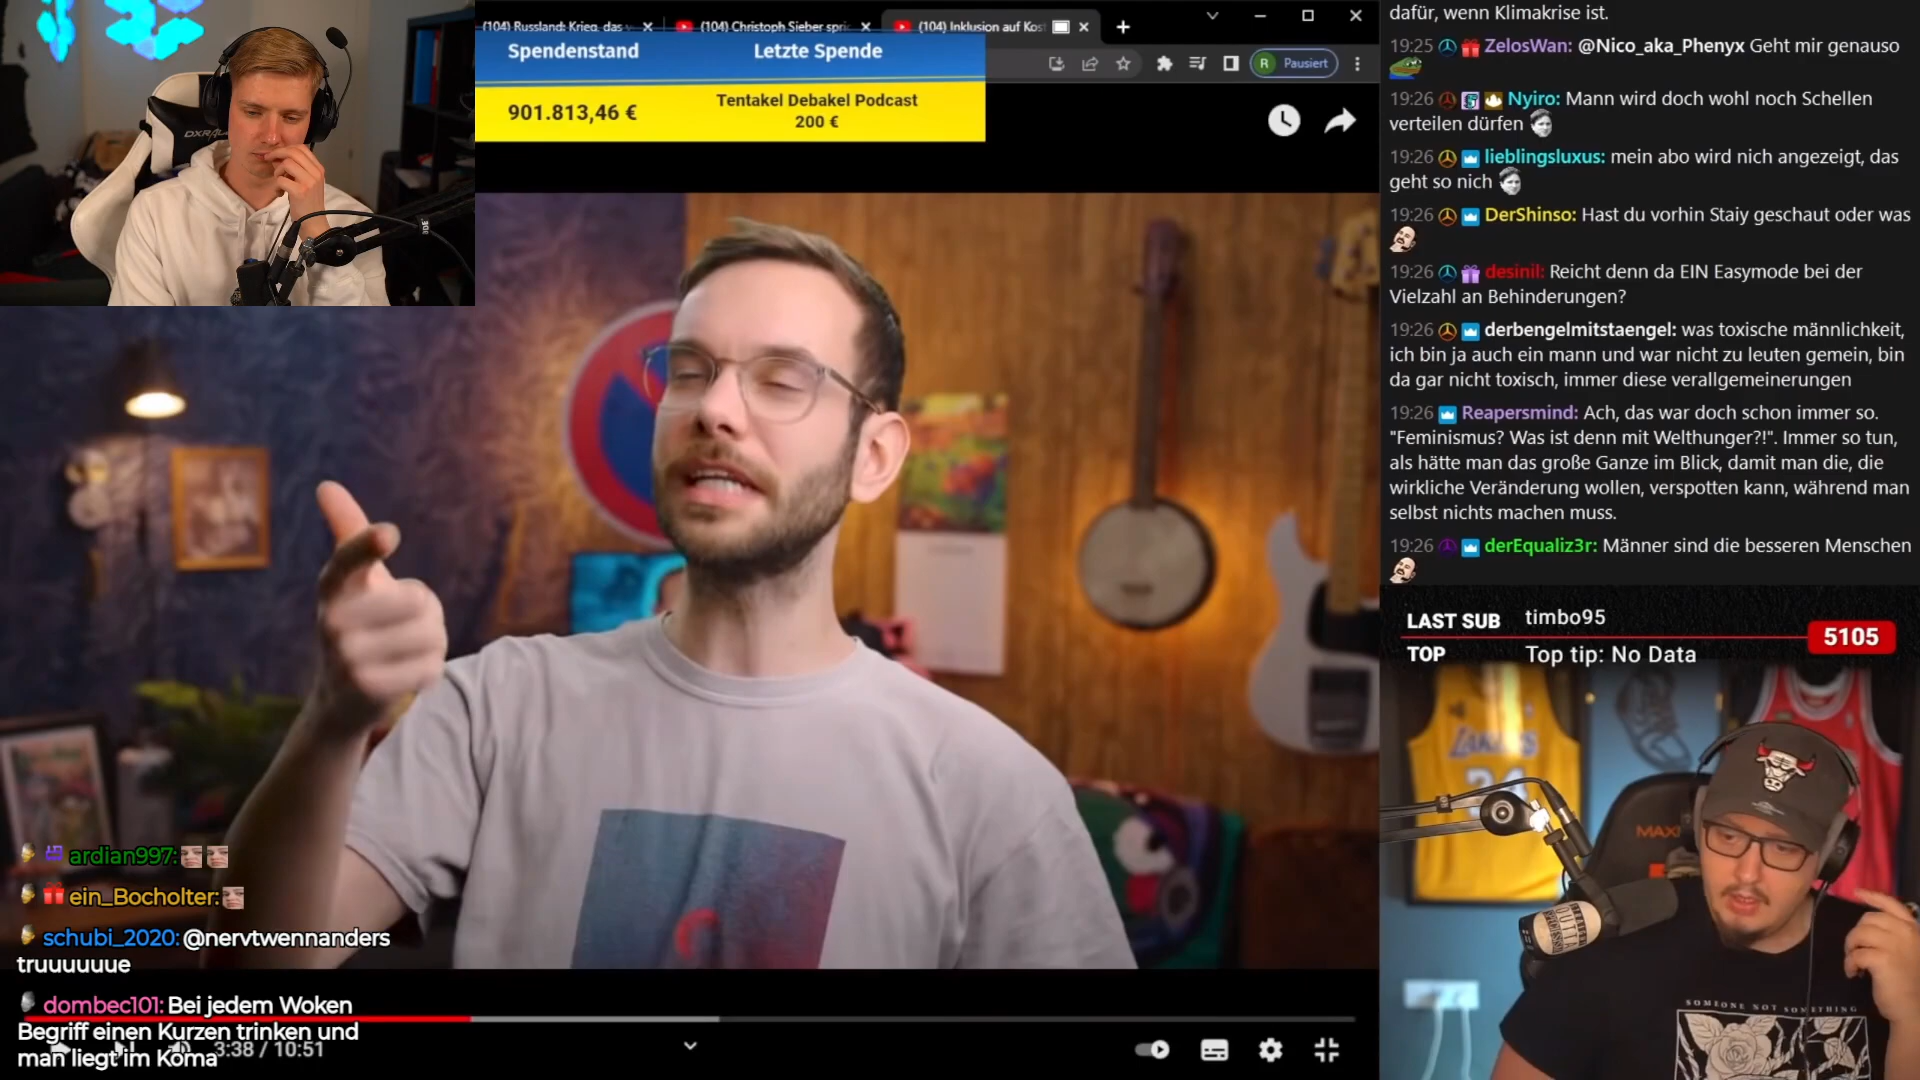 (104) Russland: Krieg, das
(104) Christoph Sieber spri
(104) Inklusion auf Kos
Spendenstand
Letzte Spende
901.813,46 €
Tentakel Debakel Podcast
200 €
R Pausiert
DXRA
ardian997:
ein_Bocholter:
schubi_2020: @nervtwennanders
truuuuuue
dombec101: Bei jedem Woken
Begriff einen Kurzen trinken und
man liegt im Koma
3:38 / 10:51
dafür, wenn Klimakrise ist.
19:25 ZelosWan: @Nico_aka_Phenyx Geht mir genauso
19:26 Nyiro: Mann wird doch wohl noch Schellen
verteilen dürfen
19:26 lieblingsluxus: mein abo wird nich angezeigt, das
geht so nich
19:26 DerShinso: Hast du vorhin Staiy geschaut oder was
19:26 desinil: Reicht denn da EIN Easymode bei der
Vielzahl an Behinderungen?
19:26 derbengelmitstaengel: was toxische männlichkeit,
ich bin ja auch ein mann und war nicht zu leuten gemein, bin
da gar nicht toxisch, immer diese verallgemeinerungen
19:26 Reapersmind: Ach, das war doch schon immer so.
"Feminismus? Was ist denn mit Welthunger?!". Immer so tun,
als hätte man das große Ganze im Blick, damit man die, die
wirkliche Veränderung wollen, verspotten kann, während man
selbst nichts machen muss.
19:26 derEqualiz3r: Männer sind die besseren Menschen
LAST SUB timbo95
5105
TOP Top tip: No Data
LAKERS
MAX
OUTTA
SOMEONE NOT SOMETHING